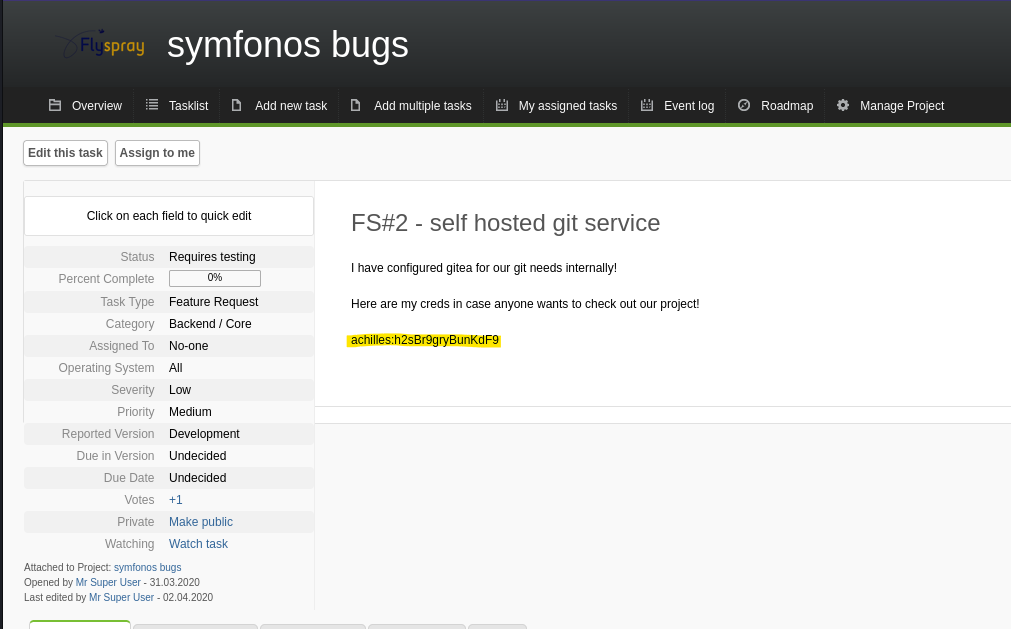 Flyspray symfonos bugs
Overview Tasklist Add new task Add multiple tasks My assigned tasks Event log Roadmap Manage Project
Edit this task Assign to me
Click on each field to quick edit
Status Requires testing
Percent Complete 0%
Task Type Feature Request
Category Backend / Core
Assigned To No-one
Operating System All
Severity Low
Priority Medium
Reported Version Development
Due in Version Undecided
Due Date Undecided
Votes +1
Private Make public
Watching Watch task
Attached to Project: symfonos bugs
Opened by Mr Super User - 31.03.2020
Last edited by Mr Super User - 02.04.2020
FS#2 - self hosted git service
I have configured gitea for our git needs internally!
Here are my creds in case anyone wants to check out our project!
achilles:h2sBr9gryBunKdF9